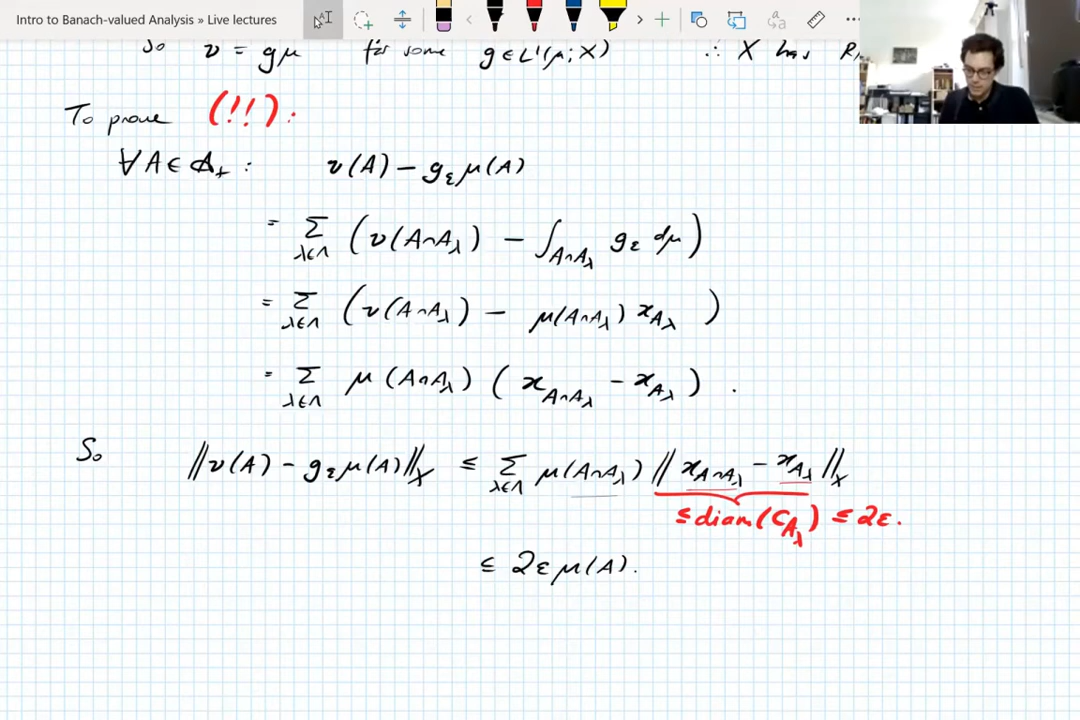 Intro to Banach-valued Analysis » Live lectures
So ν = gμ for some g∈L¹(μ;X) ∴ X has
To prove (!!):
∀A∈𝒜₊: ν(A) − g_ε μ(A)
= Σ_{λ∈Λ} (ν(A∩A_λ) − ∫_{A∩A_λ} g_ε dμ)
= Σ_{λ∈Λ} (ν(A∩A_λ) − μ(A∩A_λ) x_{A_λ})
= Σ_{λ∈Λ} μ(A∩A_λ) (x_{A∩A_λ} − x_{A_λ}).
So ‖ν(A) − g_ε μ(A)‖_X ≤ Σ_{λ∈Λ} μ(A∩A_λ) ‖x_{A∩A_λ} − x_{A_λ}‖_X
≤ diam(C_{A_λ}) ≤ 2ε.
≤ 2ε μ(A).